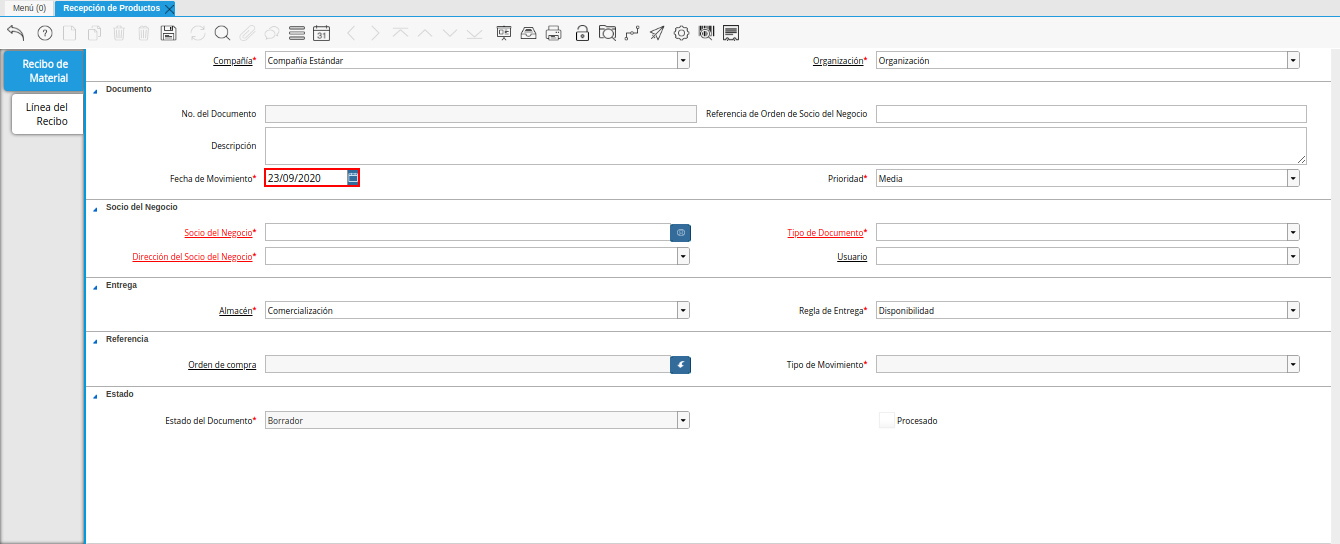 Menú (0) Recepción de Productos
31
Recibo de
Material
Línea del
Recibo
Compañía* Compañía Estándar Organización* Organización
Documento
No. del Documento Referencia de Orden de Socio del Negocio
Descripción
Fecha de Movimiento* 23/09/2020 Prioridad* Media
Socio del Negocio
Socio del Negocio* Tipo de Documento*
Dirección del Socio del Negocio* Usuario
Entrega
Almacén* Comercialización Regla de Entrega* Disponibilidad
Referencia
Orden de compra Tipo de Movimiento*
Estado
Estado del Documento* Borrador Procesado